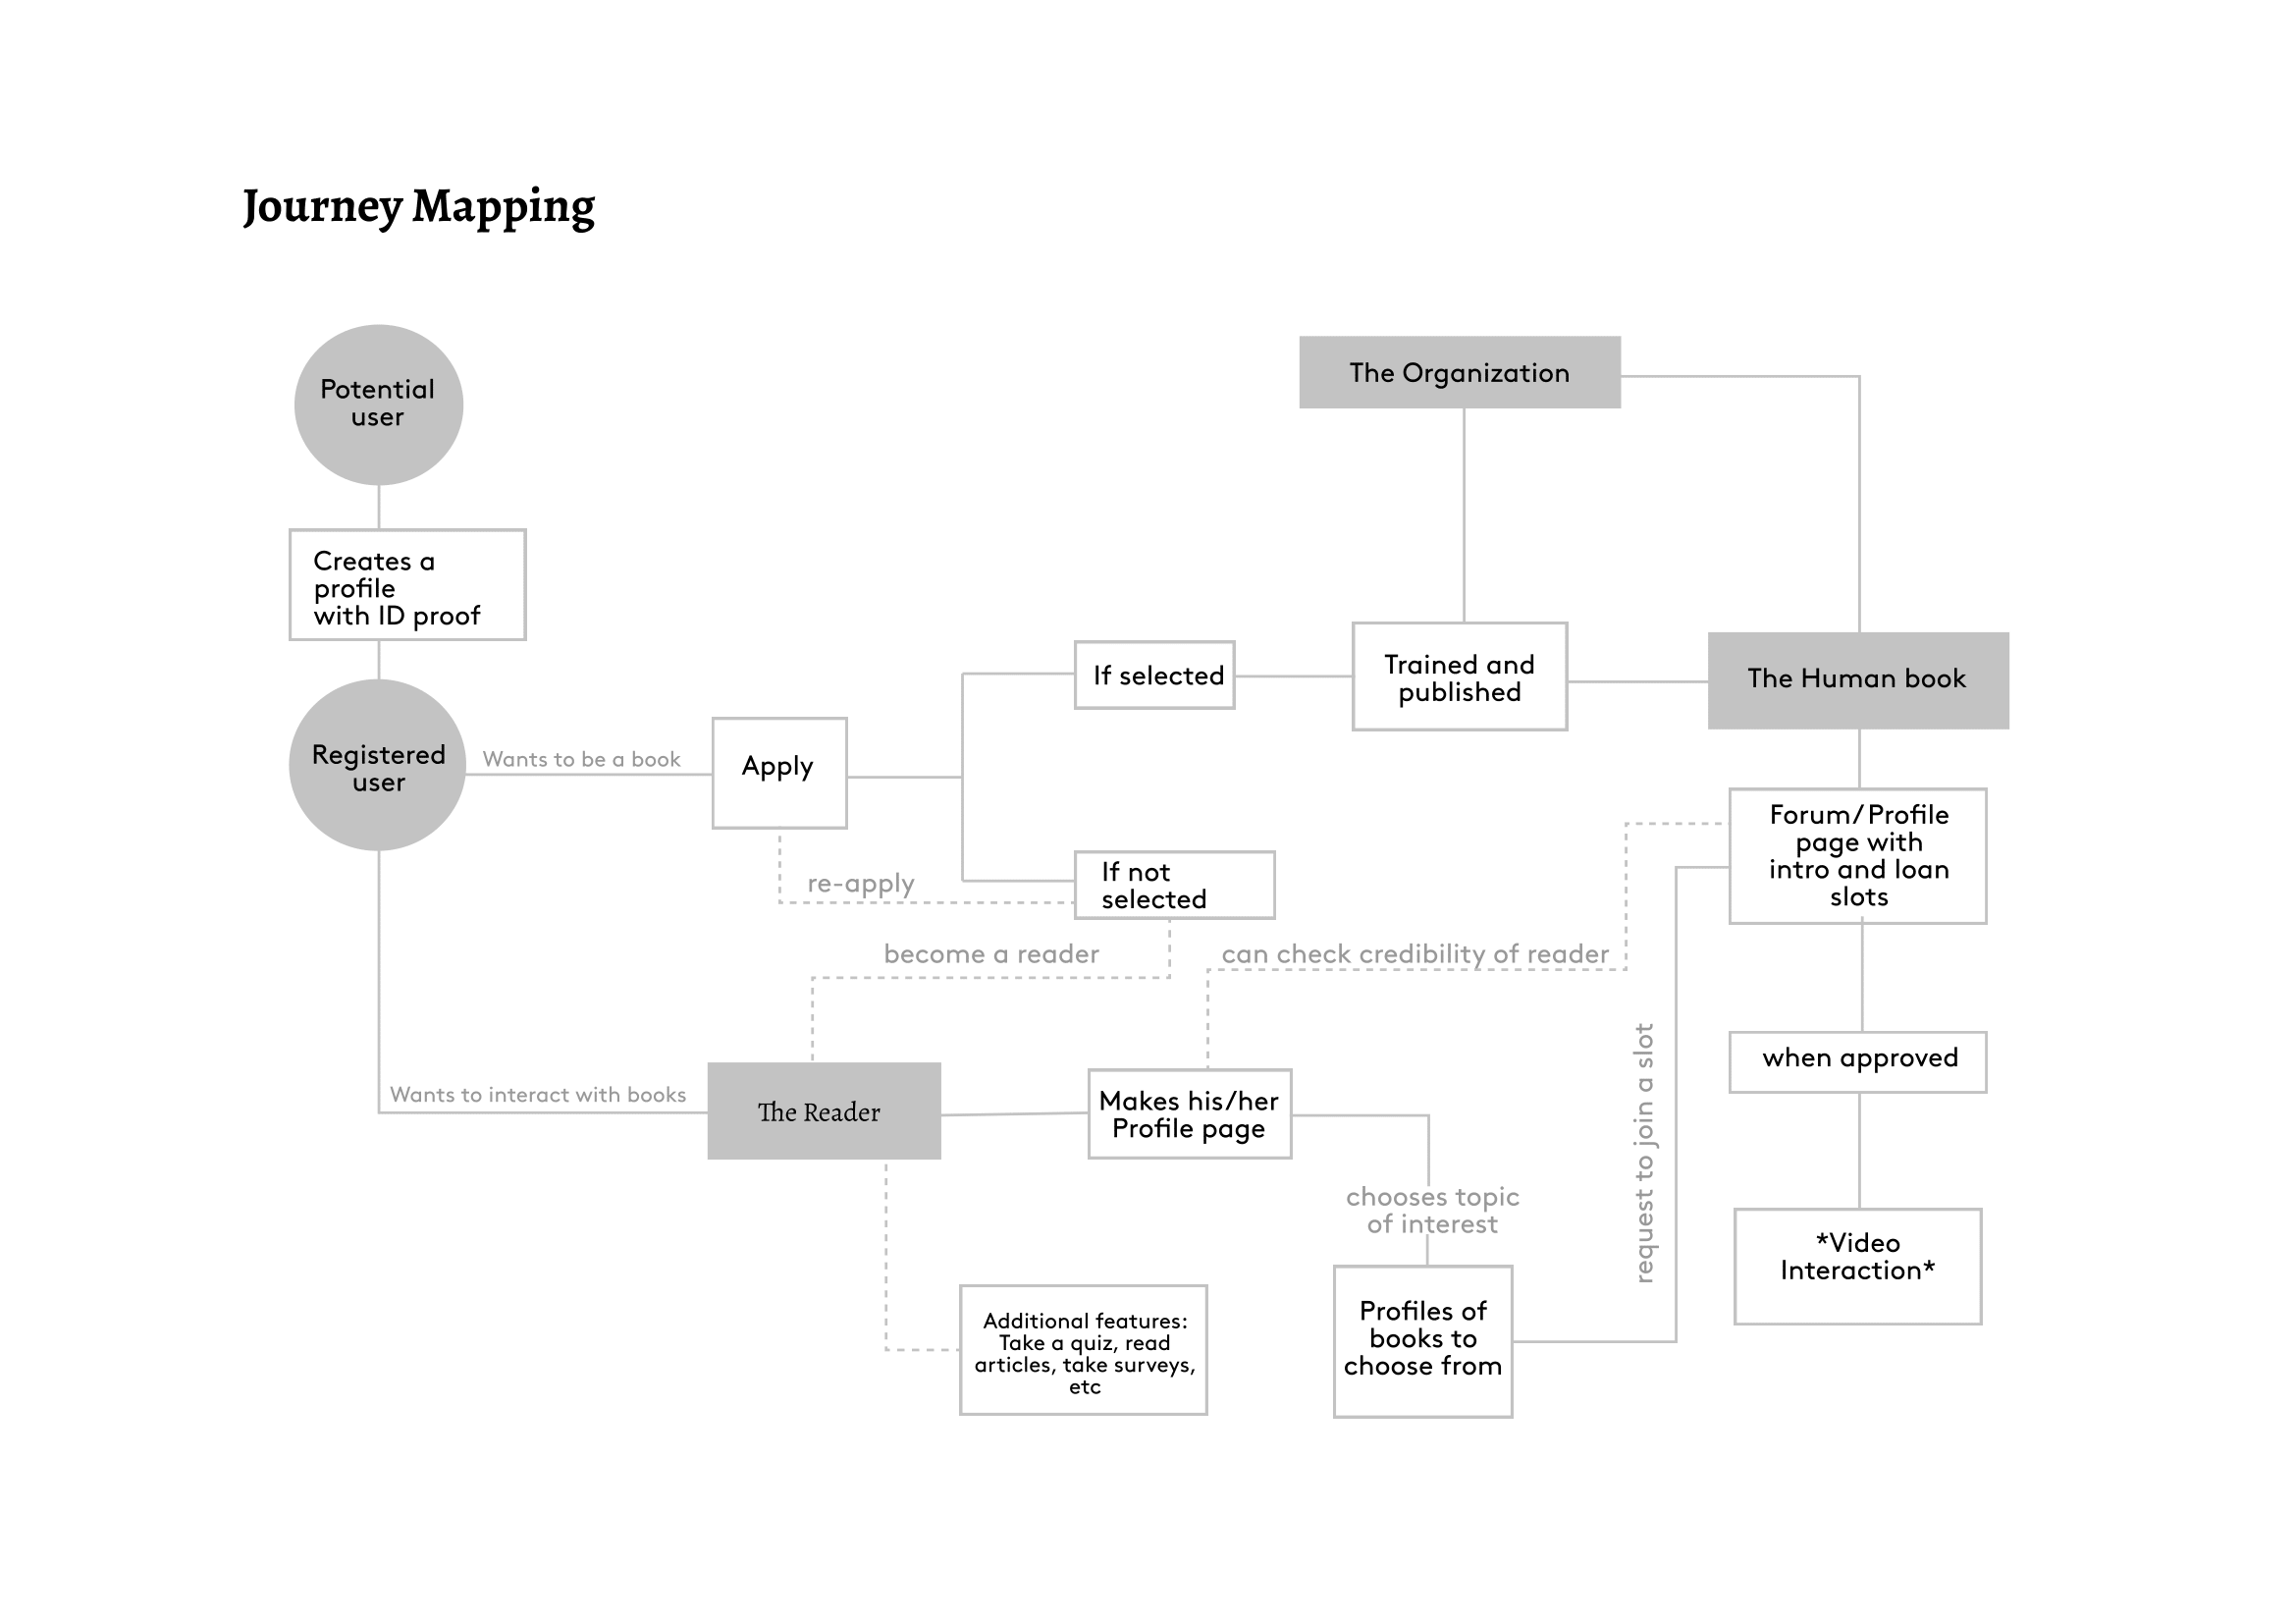 Journey Mapping
Potential
user
The Organization
Creates a
profile
with ID proof
If selected
Trained and
published
The Human book
Registered
user
Wants to be a book
Apply
Forum/Profile
page with
intro and loan
slots
re-apply
If not
selected
become a reader
can check credibility of reader
request to join a slot
when approved
Wants to interact with books
The Reader
Makes his/her
Profile page
chooses topic
of interest
*Video
Interaction*
Additional features:
Take a quiz, read
articles, take surveys,
etc
Profiles of
books to
choose from